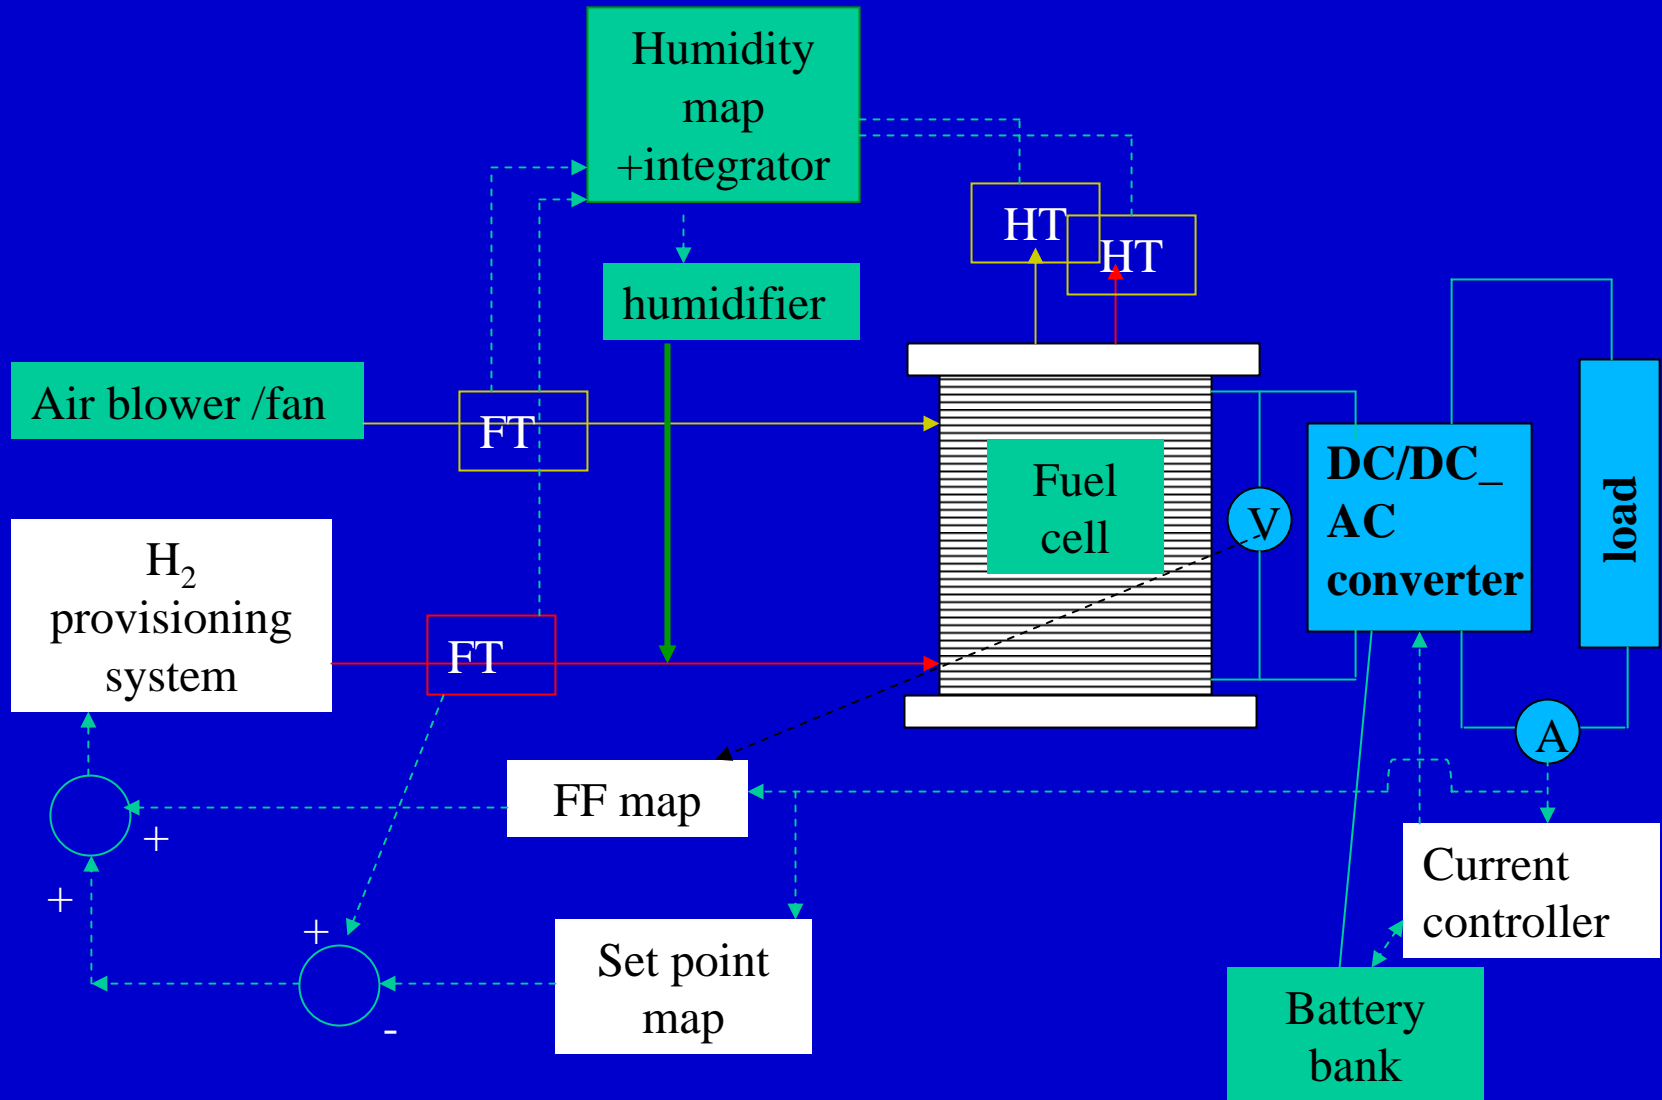 Humidity
map
+integrator
HT
HT
humidifier
Air blower /fan
FT
Fuel
cell
V
DC/DC_
AC
converter
load
H₂
provisioning
system
FT
A
FF map
+
+
+
-
Set point
map
Current
controller
Battery
bank